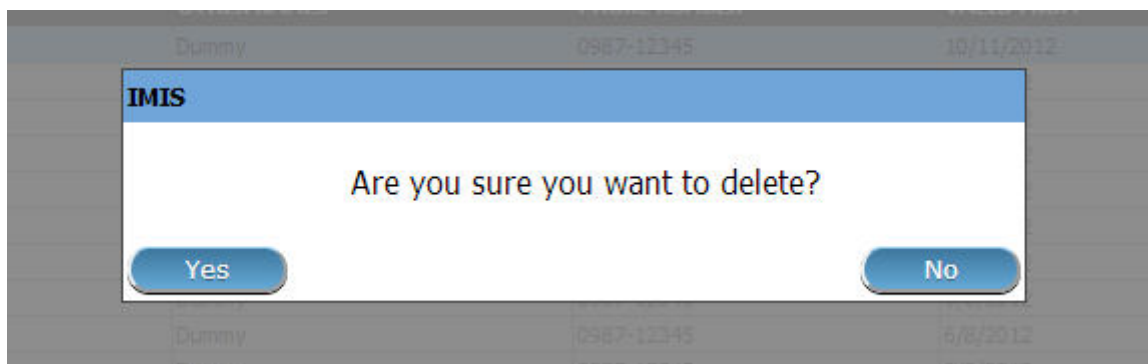 Dummy 0987-12345 10/11/2012
IMIS
Are you sure you want to delete?
Yes No
Dummy 0987-12345 6/8/2012